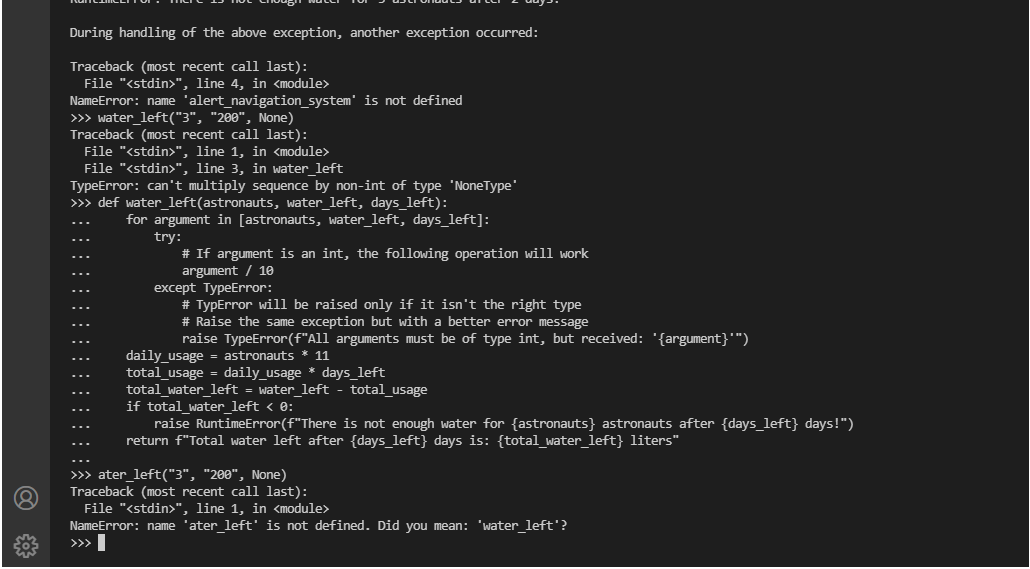 RuntimeError: There is not enough water for 5 astronauts after 2 days!
During handling of the above exception, another exception occurred:
Traceback (most recent call last):
  File "<stdin>", line 4, in <module>
NameError: name 'alert_navigation_system' is not defined
>>> water_left("3", "200", None)
Traceback (most recent call last):
  File "<stdin>", line 1, in <module>
  File "<stdin>", line 3, in water_left
TypeError: can't multiply sequence by non-int of type 'NoneType'
>>> def water_left(astronauts, water_left, days_left):
...     for argument in [astronauts, water_left, days_left]:
...         try:
...             # If argument is an int, the following operation will work
...             argument / 10
...         except TypeError:
...             # TypError will be raised only if it isn't the right type
...             # Raise the same exception but with a better error message
...             raise TypeError(f"All arguments must be of type int, but received: '{argument}'")
...     daily_usage = astronauts * 11
...     total_usage = daily_usage * days_left
...     total_water_left = water_left - total_usage
...     if total_water_left < 0:
...         raise RuntimeError(f"There is not enough water for {astronauts} astronauts after {days_left} days!")
...     return f"Total water left after {days_left} days is: {total_water_left} liters"
...
>>> ater_left("3", "200", None)
Traceback (most recent call last):
  File "<stdin>", line 1, in <module>
NameError: name 'ater_left' is not defined. Did you mean: 'water_left'?
>>>